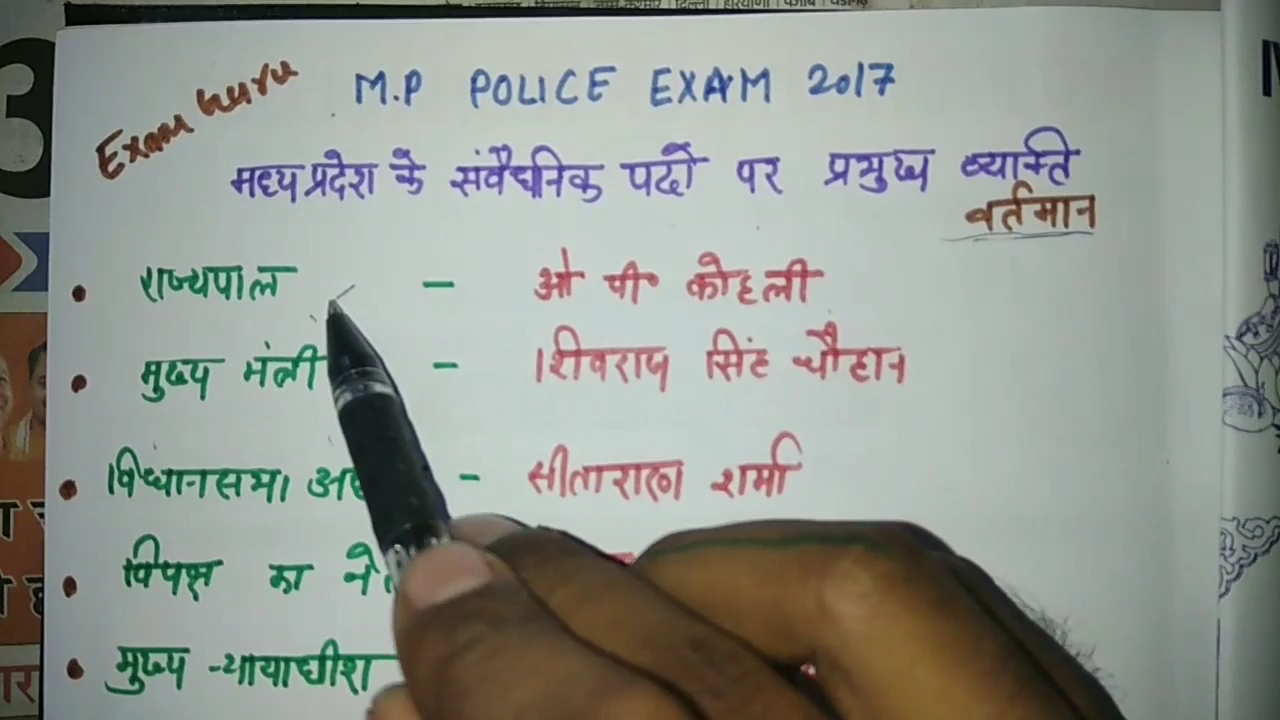 Exam Guru
M.P POLICE EXAM 2017
मध्यप्रदेश के संवैधनिक पदों पर प्रमुख व्यक्ति
वर्तमान
• राज्यपाल - ओ पी॰ कोहली
• मुख्य मंत्री - शिवराज सिंह चौहान
• विधानसभा - सीताराम शर्मा
• विपक्ष का
• मुख्य न्यायाधीश